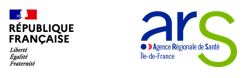 RÉPUBLIQUE
FRANÇAISE
Liberté
Égalité
Fraternité
ars
Agence Régionale de Santé
Île-de-France